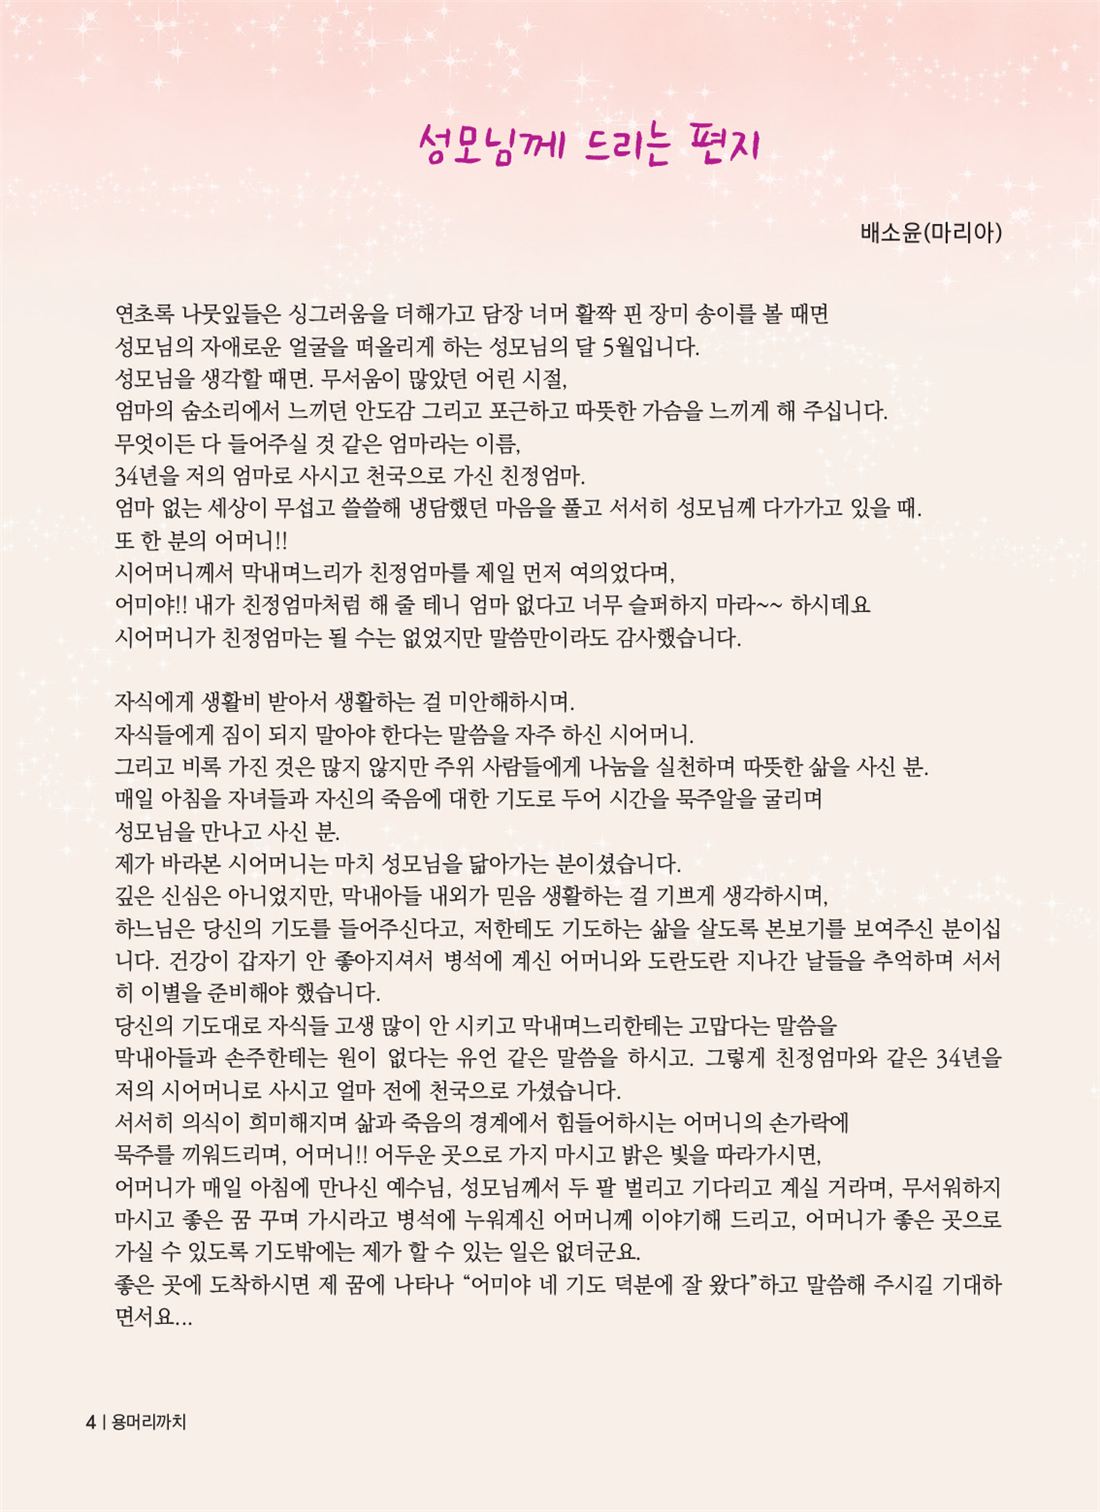 성모님께 드리는 편지
배소윤(마리아)
연초록 나뭇잎들은 싱그러움을 더해가고 담장 너머 활짝 핀 장미 송이를 볼 때면
성모님의 자애로운 얼굴을 떠올리게 하는 성모님의 달 5월입니다.
성모님을 생각할 때면. 무서움이 많았던 어린 시절,
엄마의 숨소리에서 느끼던 안도감 그리고 포근하고 따뜻한 가슴을 느끼게 해 주십니다.
무엇이든 다 들어주실 것 같은 엄마라는 이름,
34년을 저의 엄마로 사시고 천국으로 가신 친정엄마.
엄마 없는 세상이 무섭고 쓸쓸해 냉담했던 마음을 풀고 서서히 성모님께 다가가고 있을 때.
또 한 분의 어머니!!
시어머니께서 막내며느리가 친정엄마를 제일 먼저 여의었다며,
어미야!! 내가 친정엄마처럼 해 줄 테니 엄마 없다고 너무 슬퍼하지 마라~~ 하시데요
시어머니가 친정엄마는 될 수는 없었지만 말씀만이라도 감사했습니다.
자식에게 생활비 받아서 생활하는 걸 미안해하시며.
자식들에게 짐이 되지 말아야 한다는 말씀을 자주 하신 시어머니.
그리고 비록 가진 것은 많지 않지만 주위 사람들에게 나눔을 실천하며 따뜻한 삶을 사신 분.
매일 아침을 자녀들과 자신의 죽음에 대한 기도로 두어 시간을 묵주알을 굴리며
성모님을 만나고 사신 분.
제가 바라본 시어머니는 마치 성모님을 닮아가는 분이셨습니다.
깊은 신심은 아니었지만, 막내아들 내외가 믿음 생활하는 걸 기쁘게 생각하시며,
하느님은 당신의 기도를 들어주신다고, 저한테도 기도하는 삶을 살도록 본보기를 보여주신 분이십
니다. 건강이 갑자기 안 좋아지셔서 병석에 계신 어머니와 도란도란 지나간 날들을 추억하며 서서
히 이별을 준비해야 했습니다.
당신의 기도대로 자식들 고생 많이 안 시키고 막내며느리한테는 고맙다는 말씀을
막내아들과 손주한테는 원이 없다는 유언 같은 말씀을 하시고. 그렇게 친정엄마와 같은 34년을
저의 시어머니로 사시고 얼마 전에 천국으로 가셨습니다.
서서히 의식이 희미해지며 삶과 죽음의 경계에서 힘들어하시는 어머니의 손가락에
묵주를 끼워드리며, 어머니!! 어두운 곳으로 가지 마시고 밝은 빛을 따라가시면,
어머니가 매일 아침에 만나신 예수님, 성모님께서 두 팔 벌리고 기다리고 계실 거라며, 무서워하지
마시고 좋은 꿈 꾸며 가시라고 병석에 누워계신 어머니께 이야기해 드리고, 어머니가 좋은 곳으로
가실 수 있도록 기도밖에는 제가 할 수 있는 일은 없더군요.
좋은 곳에 도착하시면 제 꿈에 나타나 “어미야 네 기도 덕분에 잘 왔다”하고 말씀해 주시길 기대하
면서요...
4 | 용머리까치